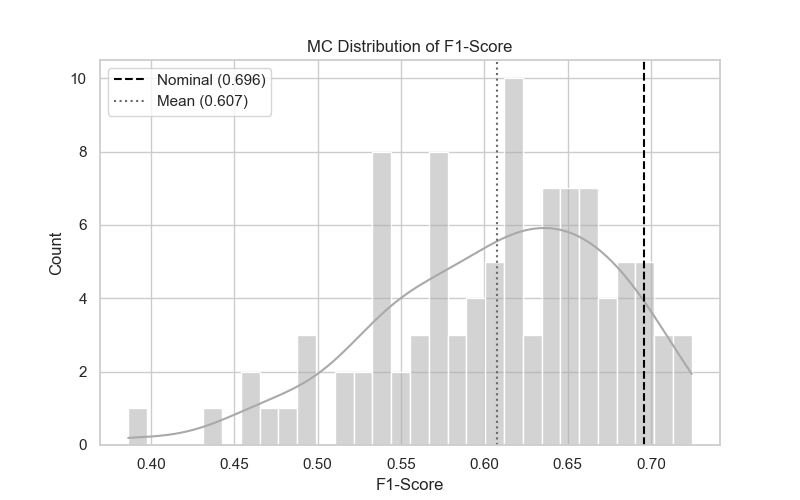 MC Distribution of F1-Score
Nominal (0.696)
Mean (0.607)
10
8
6
4
2
0
Count
0.40 0.45 0.50 0.55 0.60 0.65 0.70
F1-Score